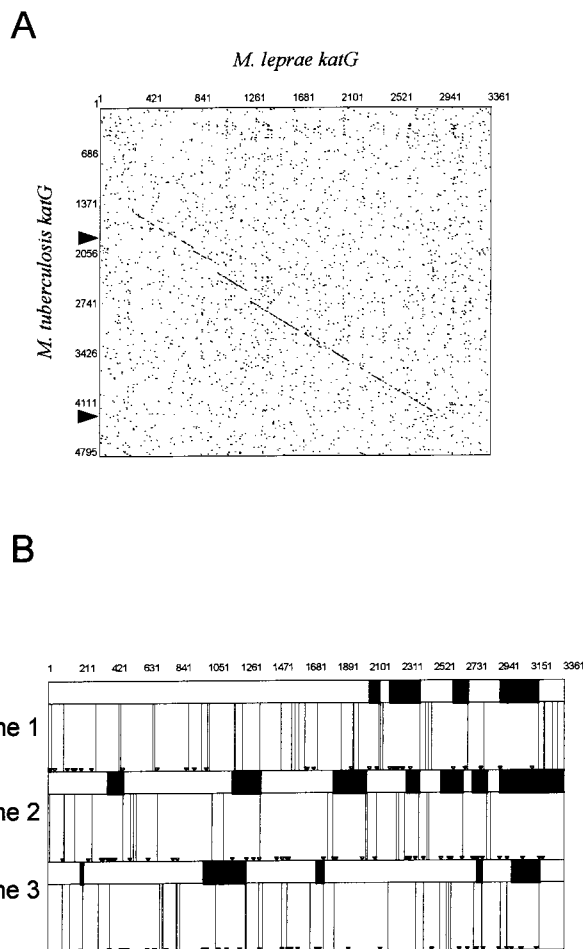 A
M. leprae katG
1 421 841 1261 1681 2101 2521 2941 3361
1
686
1371
2056
2741
3426
4111
4795
M. tuberculosis katG
B
1 211 421 631 841 1051 1261 1471 1681 1891 2101 2311 2521 2731 2941 3151 3361
me 1
me 2
me 3